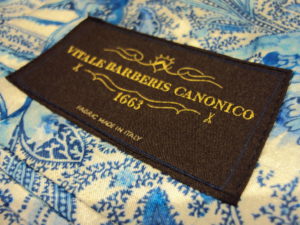 VITALE BARBERIS CANONICO
1663
FABRIC MADE IN ITALY